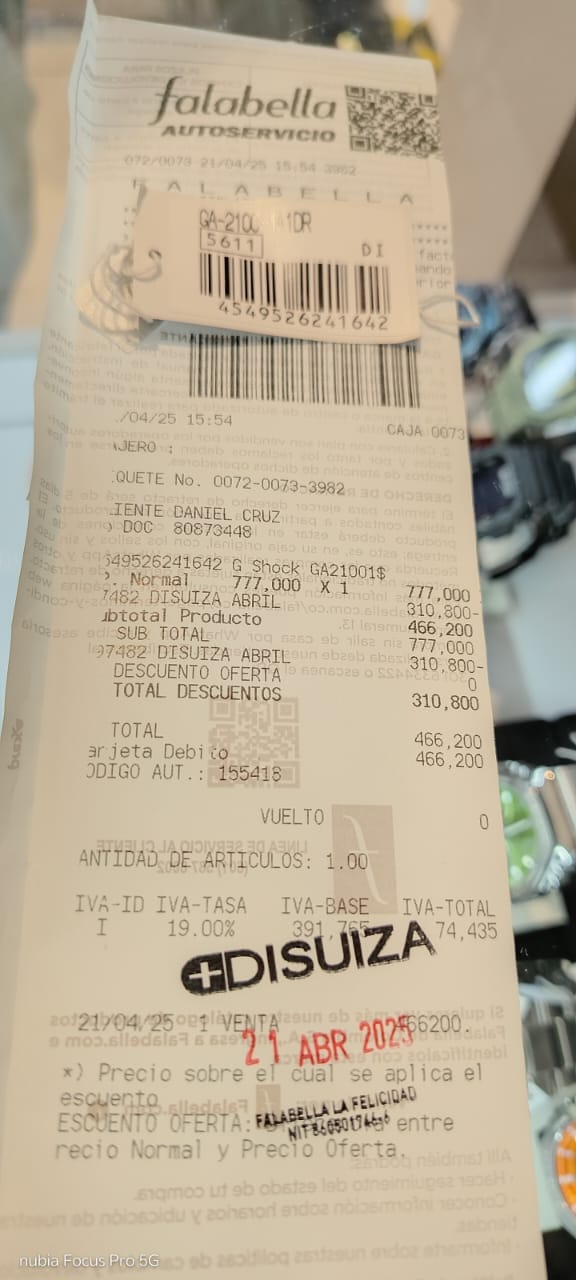 falabella
AUTOSERVICIO
072/0073 21/04/25 15:54 3982
F A L A B E L L A
GA-210
1DR
5611
DI
4549526241642
/04/25 15:54
CAJA 0073
AJERO :
QUETE No. 0072-0073-3982
IENTE DANIEL CRUZ
DOC 80873448
549526241642 G Shock GA21001$
. Normal 777,000 X 1 777,000
7482 DISUIZA ABRIL 310,800-
ubtotal Producto 466,200
SUB TOTAL 777,000
97482 DISUIZA ABRIL 310,800-
DESCUENTO OFERTA 0
TOTAL DESCUENTOS 310,800
TOTAL 466,200
arjeta Debito 466,200
ODIGO AUT.: 155418
VUELTO 0
ANTIDAD DE ARTICULOS: 1.00
IVA-ID IVA-TASA IVA-BASE IVA-TOTAL
I 19.00% 391,765 74,435
DISUIZA
21/04/25 1 VENTA 66200.
21 ABR 2025
*) Precio sobre el cual se aplica el
escuento
ESCUENTO OFERTA: entre
FALABELLA LA FELICIDAD
NIT
recio Normal y Precio Oferta.
nubia Focus Pro 5G